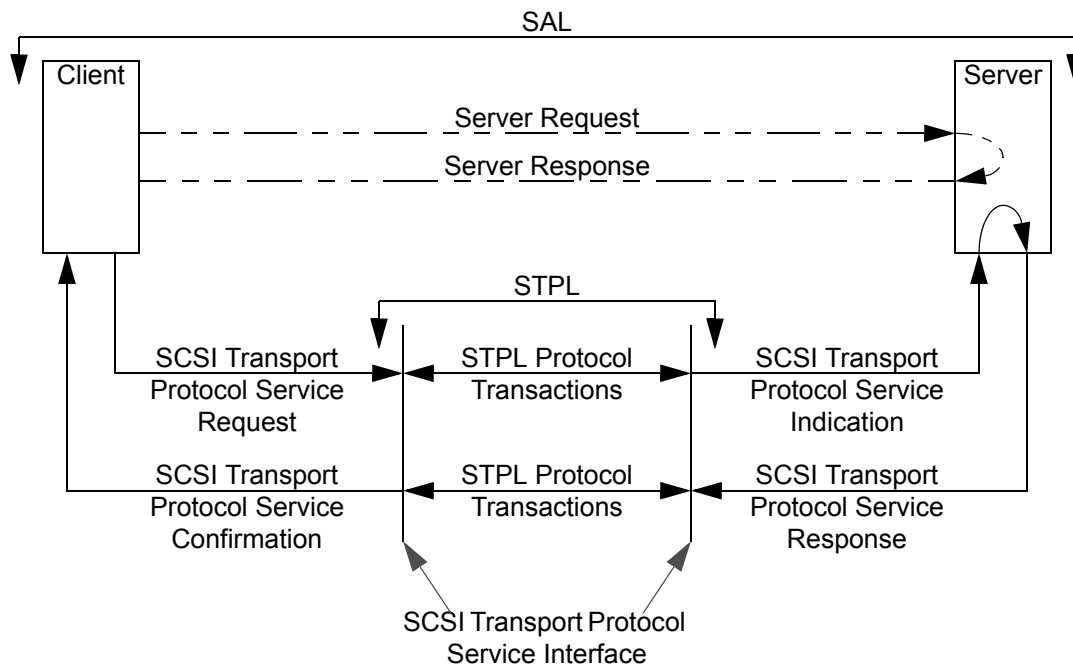 SAL
Client
Server
Server Request
Server Response
STPL
SCSI Transport
Protocol Service
Request
STPL Protocol
Transactions
SCSI Transport
Protocol Service
Indication
SCSI Transport
Protocol Service
Confirmation
STPL Protocol
Transactions
SCSI Transport
Protocol Service
Response
SCSI Transport Protocol
Service Interface